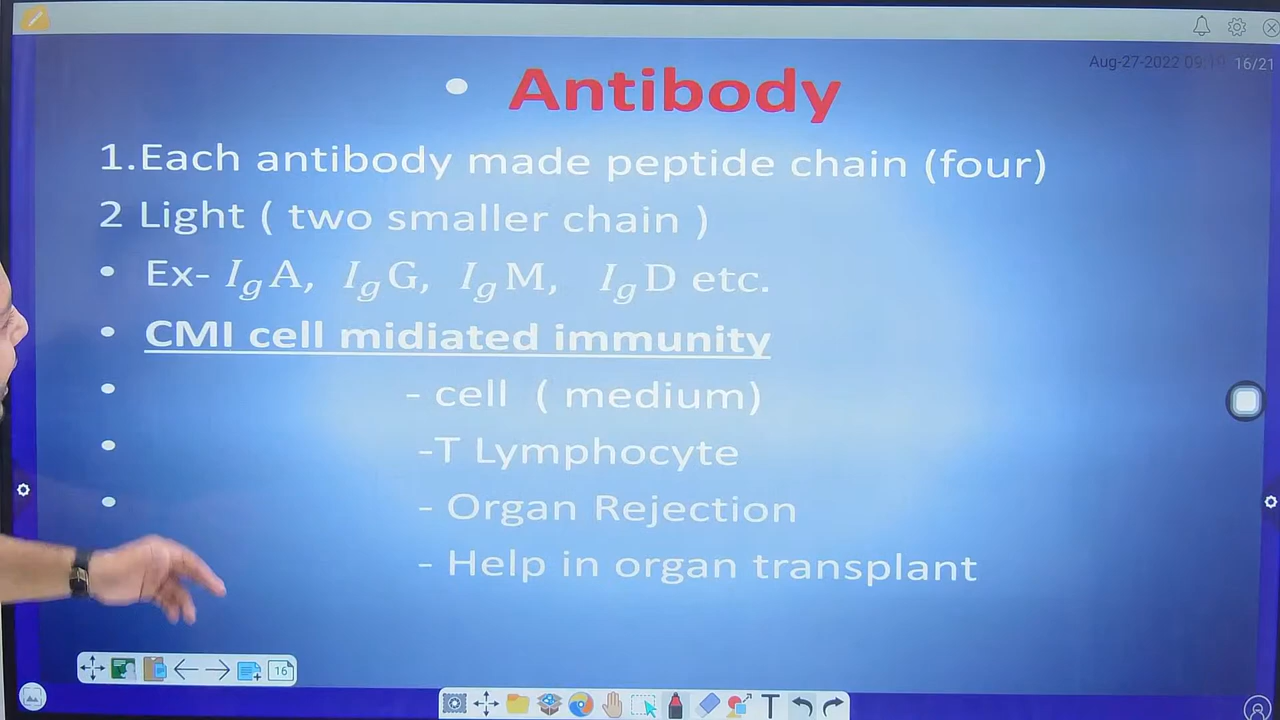 Aug-27-2022 09:19 16/21
• Antibody
1.Each antibody made peptide chain (four)
2 Light ( two smaller chain )
• Ex- IgA, IgG, IgM, IgD etc.
• CMI cell midiated immunity
• - cell ( medium)
• -T Lymphocyte
• - Organ Rejection
- Help in organ transplant
16
T